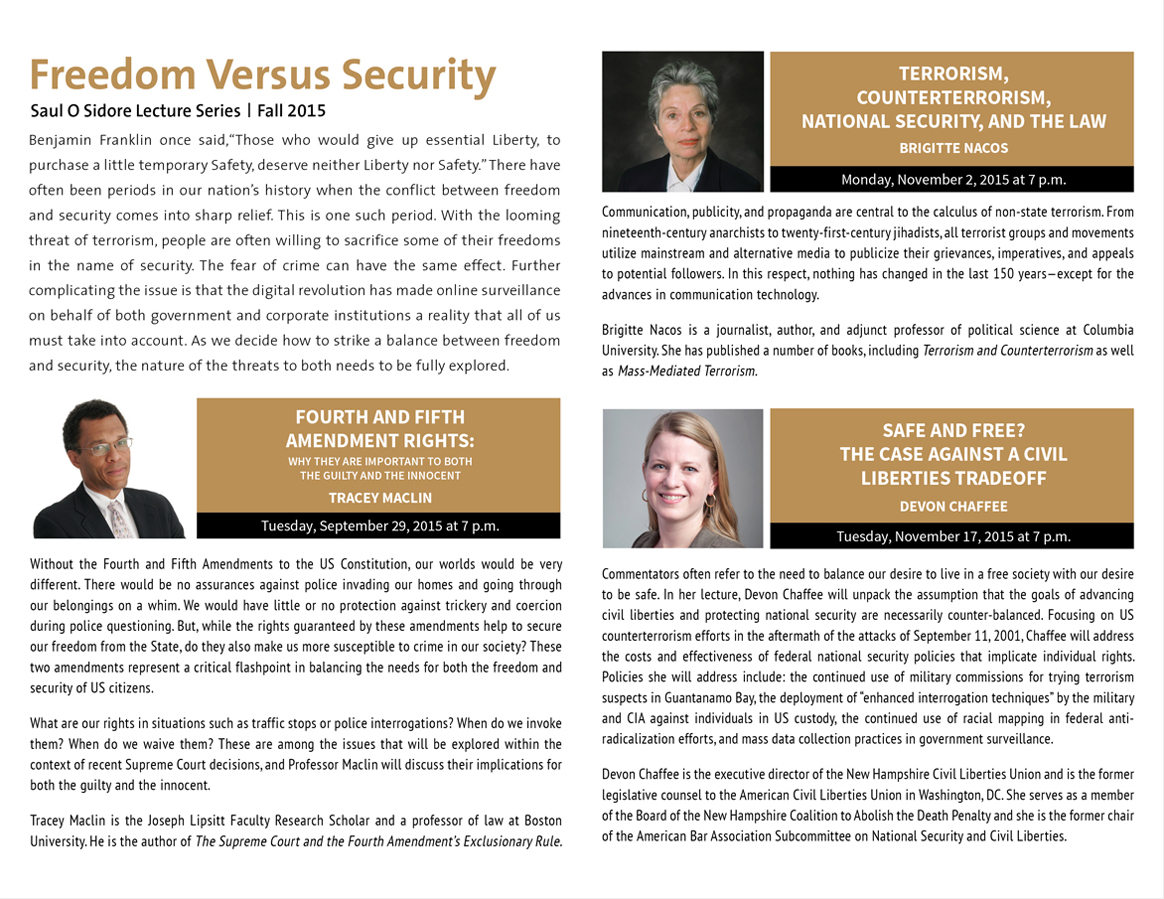 Freedom Versus Security
Saul O Sidore Lecture Series | Fall 2015
Benjamin Franklin once said,“Those who would give up essential Liberty, to
purchase a little temporary Safety, deserve neither Liberty nor Safety.” There have
often been periods in our nation’s history when the conflict between freedom
and security comes into sharp relief. This is one such period. With the looming
threat of terrorism, people are often willing to sacrifice some of their freedoms
in the name of security. The fear of crime can have the same effect. Further
complicating the issue is that the digital revolution has made online surveillance
on behalf of both government and corporate institutions a reality that all of us
must take into account. As we decide how to strike a balance between freedom
and security, the nature of the threats to both needs to be fully explored.
FOURTH AND FIFTH
AMENDMENT RIGHTS:
WHY THEY ARE IMPORTANT TO BOTH
THE GUILTY AND THE INNOCENT
TRACEY MACLIN
Tuesday, September 29, 2015 at 7 p.m.
Without the Fourth and Fifth Amendments to the US Constitution, our worlds would be very
different. There would be no assurances against police invading our homes and going through
our belongings on a whim. We would have little or no protection against trickery and coercion
during police questioning. But, while the rights guaranteed by these amendments help to secure
our freedom from the State, do they also make us more susceptible to crime in our society? These
two amendments represent a critical flashpoint in balancing the needs for both the freedom and
security of US citizens.
What are our rights in situations such as traffic stops or police interrogations? When do we invoke
them? When do we waive them? These are among the issues that will be explored within the
context of recent Supreme Court decisions, and Professor Maclin will discuss their implications for
both the guilty and the innocent.
Tracey Maclin is the Joseph Lipsitt Faculty Research Scholar and a professor of law at Boston
University. He is the author of The Supreme Court and the Fourth Amendment’s Exclusionary Rule.
TERRORISM,
COUNTERTERRORISM,
NATIONAL SECURITY, AND THE LAW
BRIGITTE NACOS
Monday, November 2, 2015 at 7 p.m.
Communication, publicity, and propaganda are central to the calculus of non-state terrorism. From
nineteenth-century anarchists to twenty-first-century jihadists, all terrorist groups and movements
utilize mainstream and alternative media to publicize their grievances, imperatives, and appeals
to potential followers. In this respect, nothing has changed in the last 150 years—except for the
advances in communication technology.
Brigitte Nacos is a journalist, author, and adjunct professor of political science at Columbia
University. She has published a number of books, including Terrorism and Counterterrorism as well
as Mass-Mediated Terrorism.
SAFE AND FREE?
THE CASE AGAINST A CIVIL
LIBERTIES TRADEOFF
DEVON CHAFFEE
Tuesday, November 17, 2015 at 7 p.m.
Commentators often refer to the need to balance our desire to live in a free society with our desire
to be safe. In her lecture, Devon Chaffee will unpack the assumption that the goals of advancing
civil liberties and protecting national security are necessarily counter-balanced. Focusing on US
counterterrorism efforts in the aftermath of the attacks of September 11, 2001, Chaffee will address
the costs and effectiveness of federal national security policies that implicate individual rights.
Policies she will address include: the continued use of military commissions for trying terrorism
suspects in Guantanamo Bay, the deployment of “enhanced interrogation techniques” by the military
and CIA against individuals in US custody, the continued use of racial mapping in federal anti-
radicalization efforts, and mass data collection practices in government surveillance.
Devon Chaffee is the executive director of the New Hampshire Civil Liberties Union and is the former
legislative counsel to the American Civil Liberties Union in Washington, DC. She serves as a member
of the Board of the New Hampshire Coalition to Abolish the Death Penalty and she is the former chair
of the American Bar Association Subcommittee on National Security and Civil Liberties.